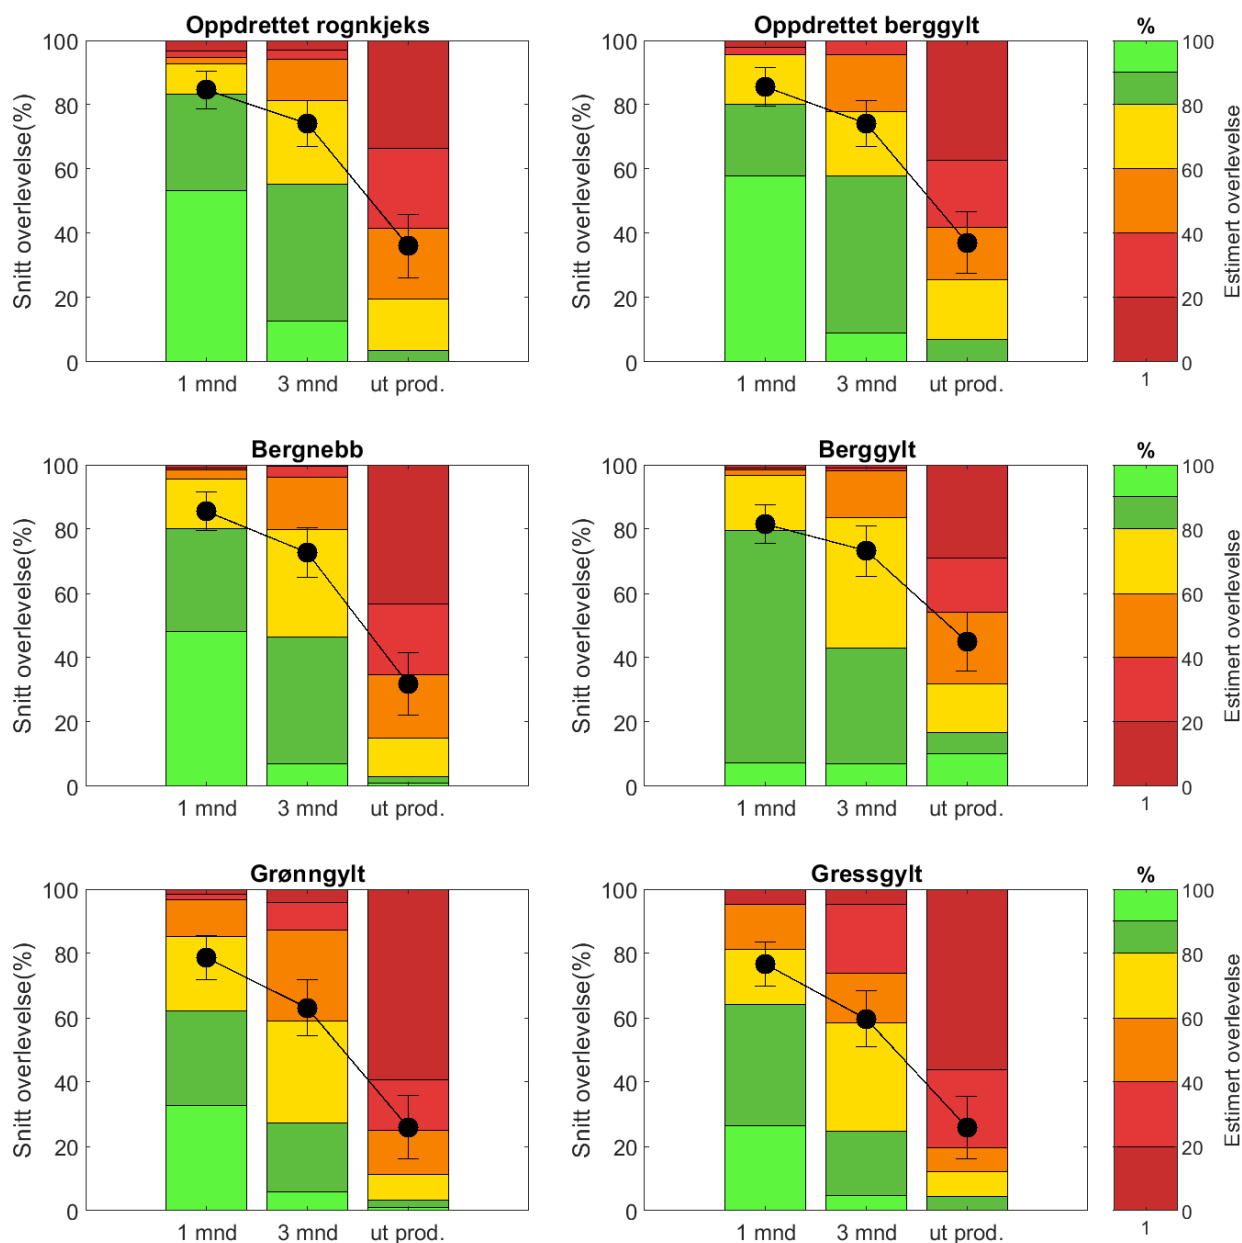 Oppdrettet rognkjeks
Snitt overlevelse(%)
100
80
60
40
20
0
1 mnd
3 mnd
ut prod.
Oppdrettet berggylt
Snitt overlevelse(%)
100
80
60
40
20
0
1 mnd
3 mnd
ut prod.
%
100
80
60
40
20
0
1
Estimert overlevelse
Bergnebb
Snitt overlevelse(%)
100
80
60
40
20
0
1 mnd
3 mnd
ut prod.
Berggylt
Snitt overlevelse(%)
100
80
60
40
20
0
1 mnd
3 mnd
ut prod.
%
100
80
60
40
20
0
1
Estimert overlevelse
Grønngylt
Snitt overlevelse(%)
100
80
60
40
20
0
1 mnd
3 mnd
ut prod.
Gressgylt
Snitt overlevelse(%)
100
80
60
40
20
0
1 mnd
3 mnd
ut prod.
%
100
80
60
40
20
0
1
Estimert overlevelse